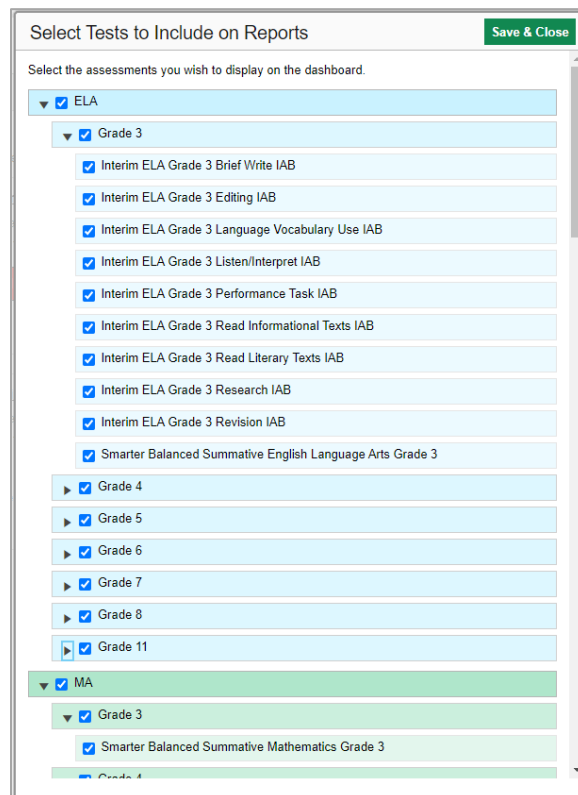 Select Tests to Include on Reports
Save & Close
Select the assessments you wish to display on the dashboard.
ELA
Grade 3
Interim ELA Grade 3 Brief Write IAB
Interim ELA Grade 3 Editing IAB
Interim ELA Grade 3 Language Vocabulary Use IAB
Interim ELA Grade 3 Listen/Interpret IAB
Interim ELA Grade 3 Performance Task IAB
Interim ELA Grade 3 Read Informational Texts IAB
Interim ELA Grade 3 Read Literary Texts IAB
Interim ELA Grade 3 Research IAB
Interim ELA Grade 3 Revision IAB
Smarter Balanced Summative English Language Arts Grade 3
Grade 4
Grade 5
Grade 6
Grade 7
Grade 8
Grade 11
MA
Grade 3
Smarter Balanced Summative Mathematics Grade 3
Grade 4